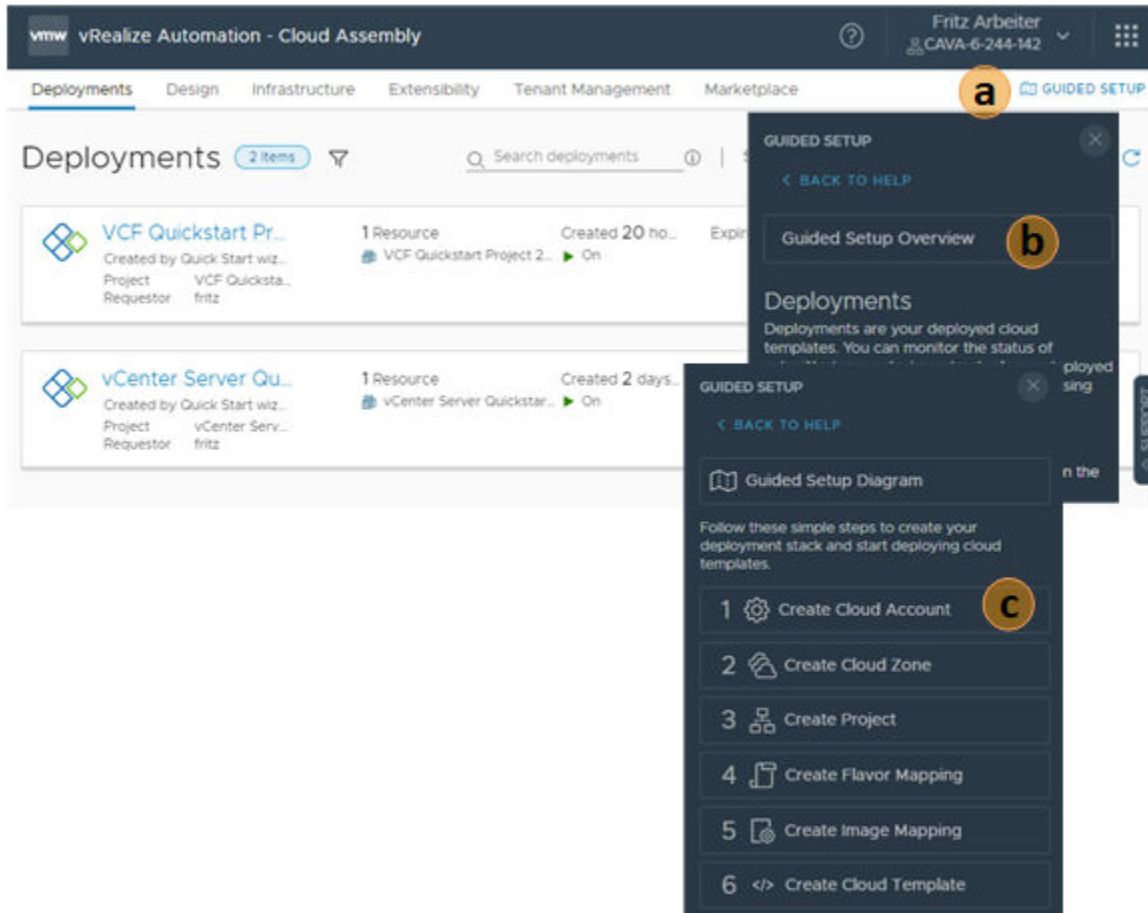 vmw vRealize Automation - Cloud Assembly
Fritz Arbeiter
CAVA-6-244-142
Deployments Design Infrastructure Extensibility Tenant Management Marketplace
a
GUIDED SETUP
Deployments 2 items
Search deployments
VCF Quickstart Pr...
Created by Quick Start wiz...
Project VCF Quicksta...
Requestor fritz
1 Resource
VCF Quickstart Project 2...
Created 20 ho...
On
vCenter Server Qu...
Created by Quick Start wiz...
Project vCenter Serv...
Requestor fritz
1 Resource
vCenter Server Quickstar...
Created 2 days...
On
GUIDED SETUP
< BACK TO HELP
Guided Setup Overview
b
Deployments
Deployments are your deployed cloud
templates. You can monitor the status of
n the
SUPPORT
GUIDED SETUP
< BACK TO HELP
Guided Setup Diagram
Follow these simple steps to create your
deployment stack and start deploying cloud
templates.
1 Create Cloud Account
c
2 Create Cloud Zone
3 Create Project
4 Create Flavor Mapping
5 Create Image Mapping
6 </> Create Cloud Template